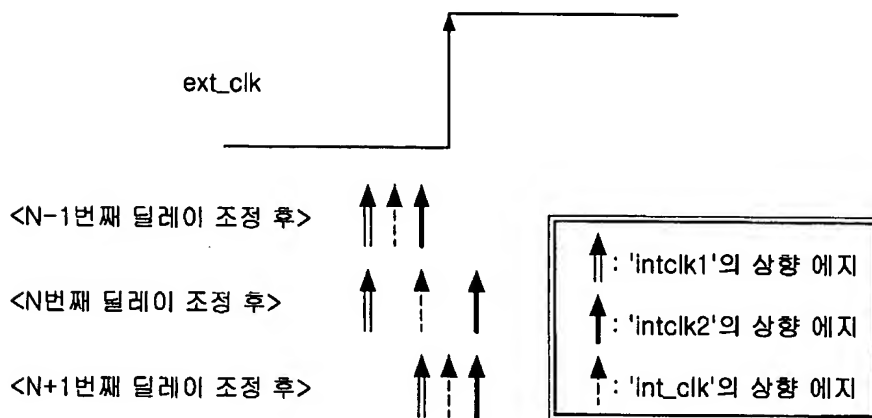 ext_clk
<N-1번째 딜레이 조정 후>
<N번째 딜레이 조정 후>
<N+1번째 딜레이 조정 후>
: 'intclk1'의 상향 에지
: 'intclk2'의 상향 에지
: 'int_clk'의 상향 에지